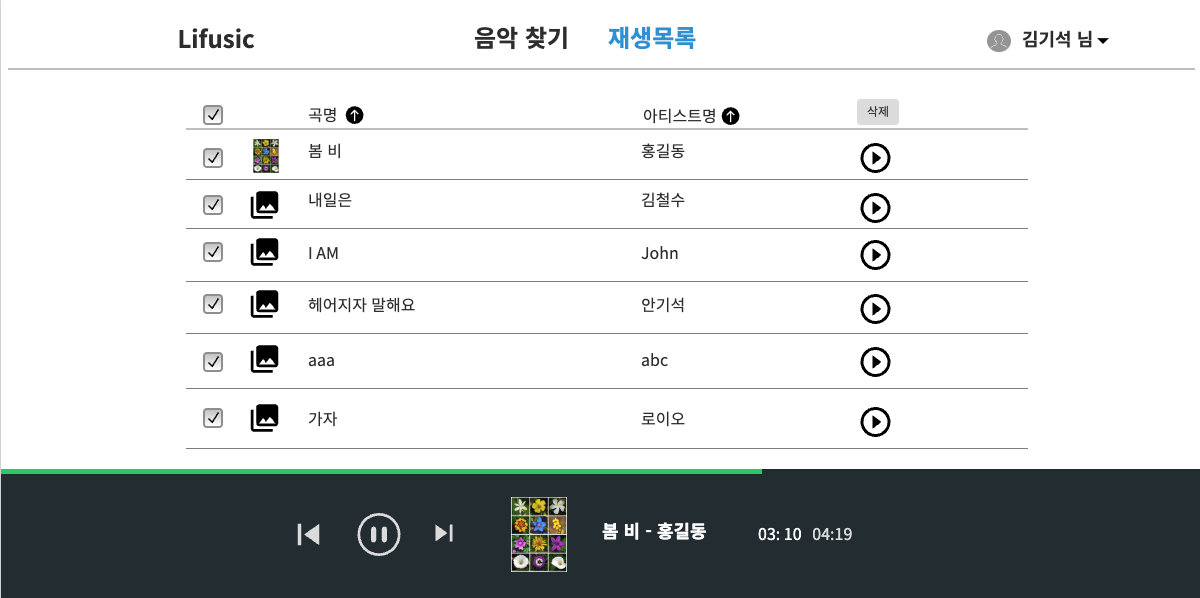 Lifusic 음악 찾기 재생목록 김기석 님
곡명 아티스트명 삭제
봄 비 홍길동
내일은 김철수
I AM John
헤어지자 말해요 안기석
aaa abc
가자 로이오
봄 비 - 홍길동 03: 10 04:19